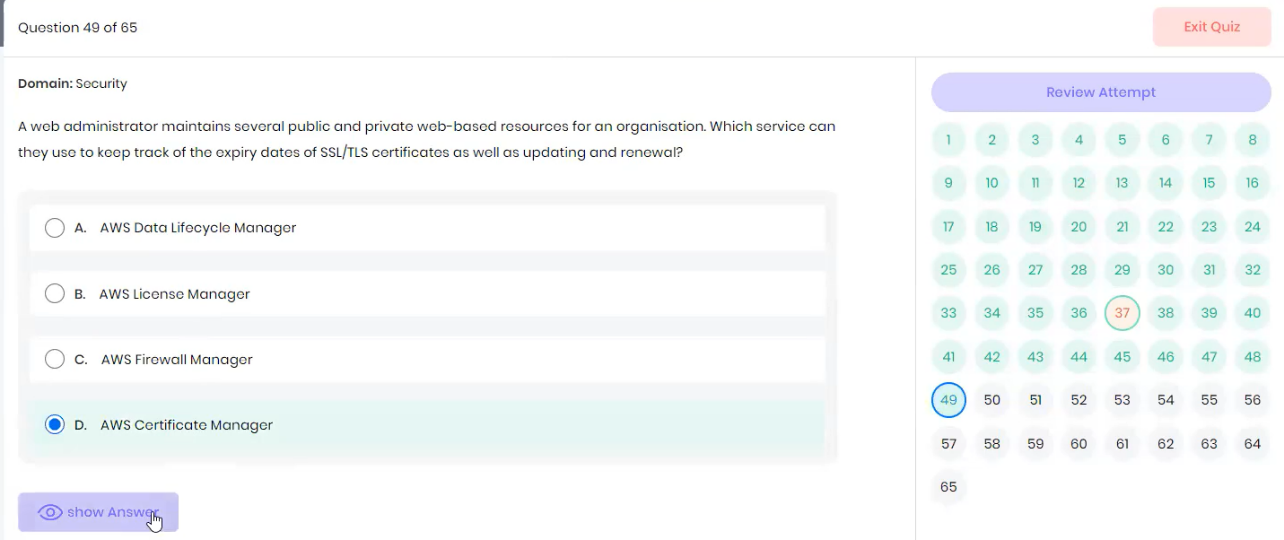 Question 49 of 65
Exit Quiz
Domain: Security
A web administrator maintains several public and private web-based resources for an organisation. Which service can
they use to keep track of the expiry dates of SSL/TLS certificates as well as updating and renewal?
A. AWS Data Lifecycle Manager
B. AWS License Manager
C. AWS Firewall Manager
D. AWS Certificate Manager
show Answer
Review Attempt
1 2 3 4 5 6 7 8
9 10 11 12 13 14 15 16
17 18 19 20 21 22 23 24
25 26 27 28 29 30 31 32
33 34 35 36 37 38 39 40
41 42 43 44 45 46 47 48
49 50 51 52 53 54 55 56
57 58 59 60 61 62 63 64
65